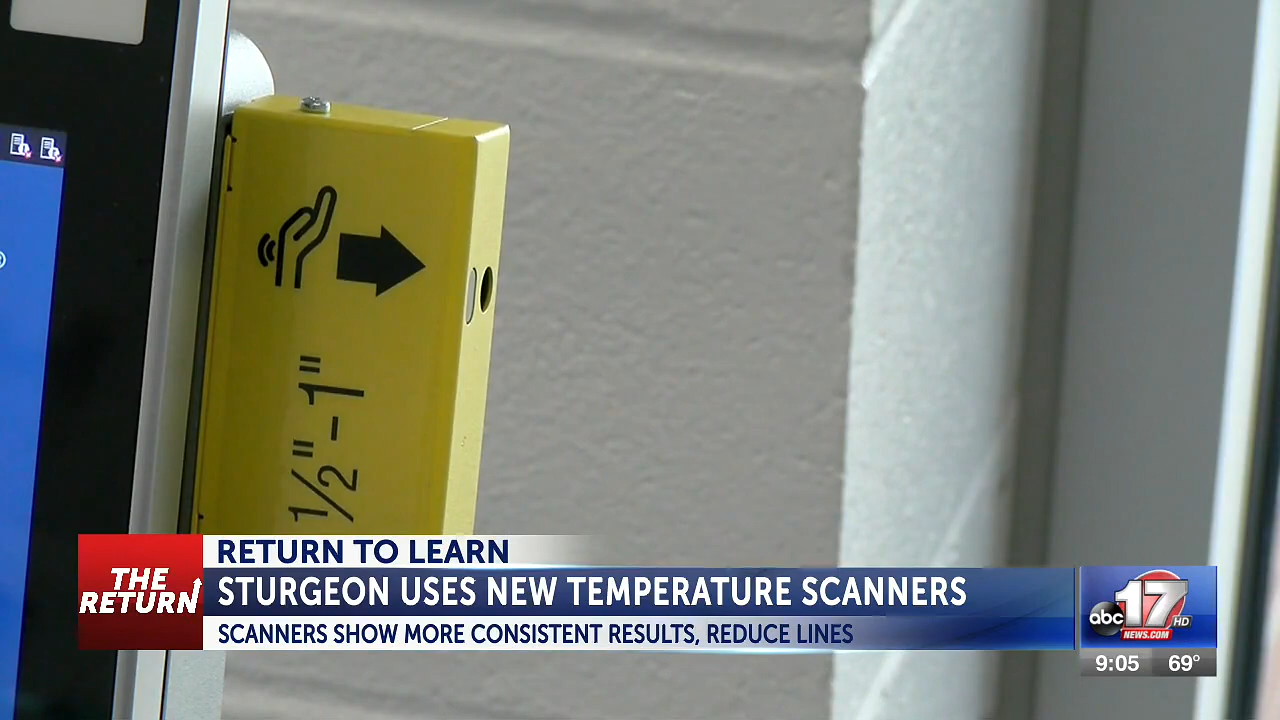 1/2"-1"
RETURN TO LEARN
THE
RETURN
STURGEON USES NEW TEMPERATURE SCANNERS
SCANNERS SHOW MORE CONSISTENT RESULTS, REDUCE LINES
abc 17 HD
NEWS.COM
9:05 69°